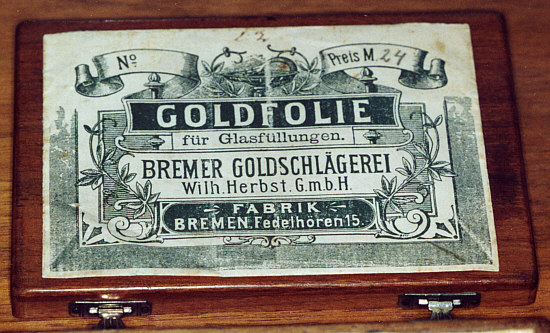 No
Preis M. 24
GOLDFOLIE
für Glasfüllungen.
BREMER GOLDSCHLÄGEREI
Wilh. Herbst. G.m.b.H.
FABRIK
BREMEN. Fedelhören 15.